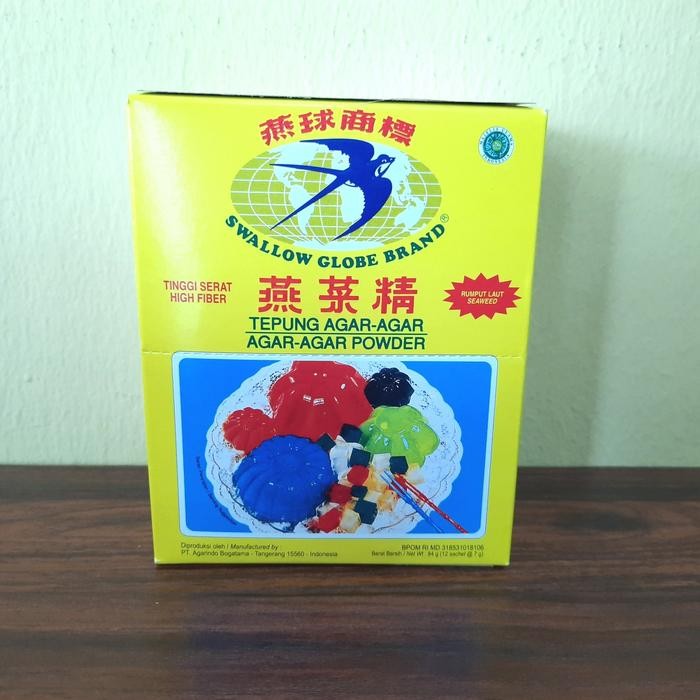 燕球商標
SWALLOW GLOBE BRAND®
TINGGI SERAT
HIGH FIBER
燕菜精
RUMPUT LAUT
SEAWEED
TEPUNG AGAR-AGAR
AGAR-AGAR POWDER
Diproduksi oleh / Manufactured by :
PT. Agarindo Bogatama - Tangerang 15560 - Indonesia
BPOM RI MD 318531018106
Berat Bersih / Net Wt : 84 g (12 sachet @ 7 g)